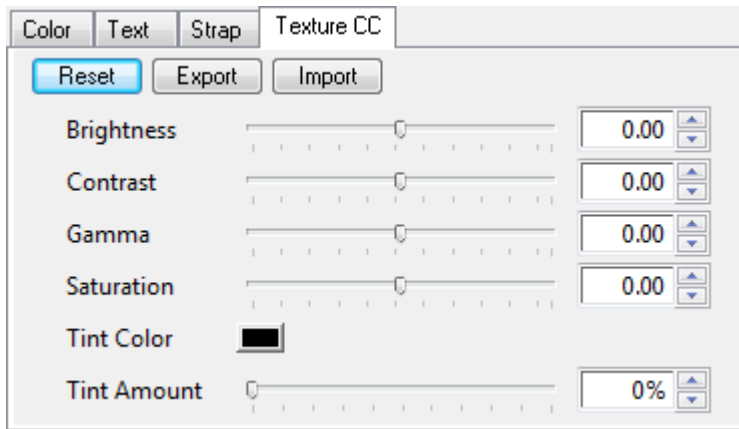 Color Text Strap Texture CC
Reset Export Import
Brightness 0.00
Contrast 0.00
Gamma 0.00
Saturation 0.00
Tint Color
Tint Amount 0%